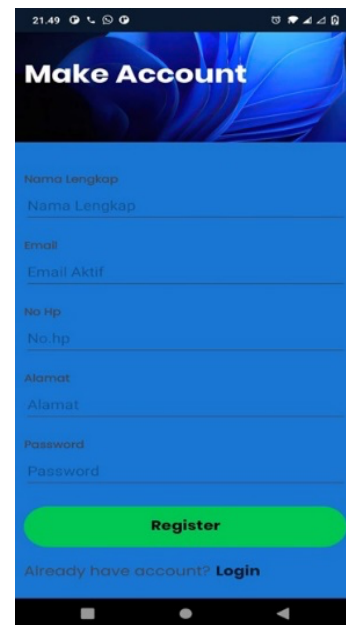 21.49
Make Account
Nama Lengkap
Nama Lengkap
Email
Email Aktif
No.Hp
No.hp
Alamat
Alamat
Password
Password
Register
Already have account? Login